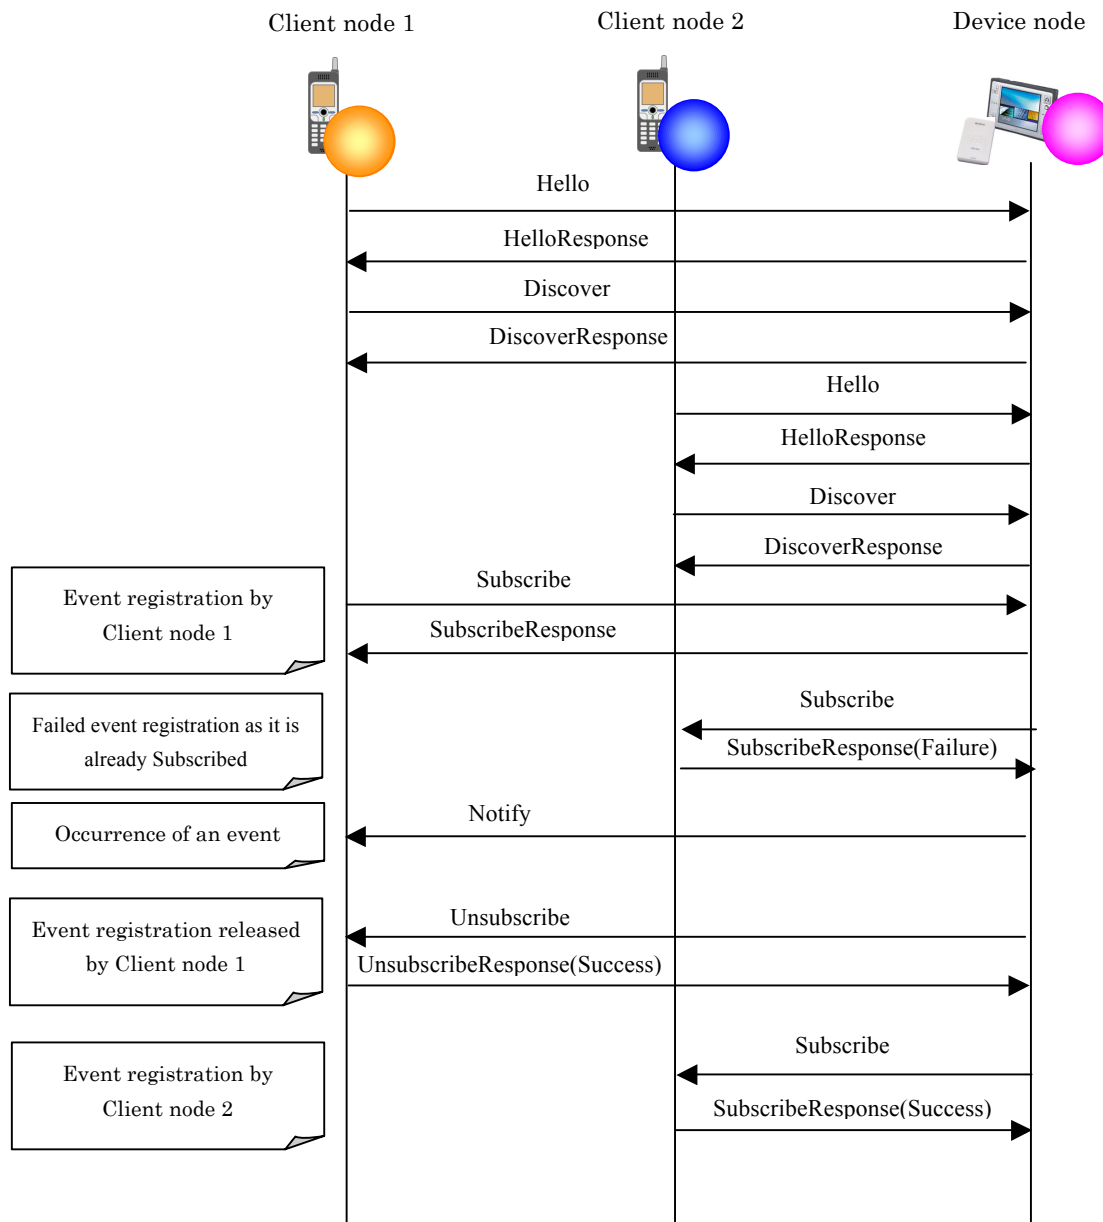 Client node 1
Client node 2
Device node
Hello
HelloResponse
Discover
DiscoverResponse
Hello
HelloResponse
Discover
DiscoverResponse
Event registration by
Client node 1
Subscribe
SubscribeResponse
Failed event registration as it is
already Subscribed
Subscribe
SubscribeResponse(Failure)
Occurrence of an event
Notify
Event registration released
by Client node 1
Unsubscribe
UnsubscribeResponse(Success)
Event registration by
Client node 2
Subscribe
SubscribeResponse(Success)